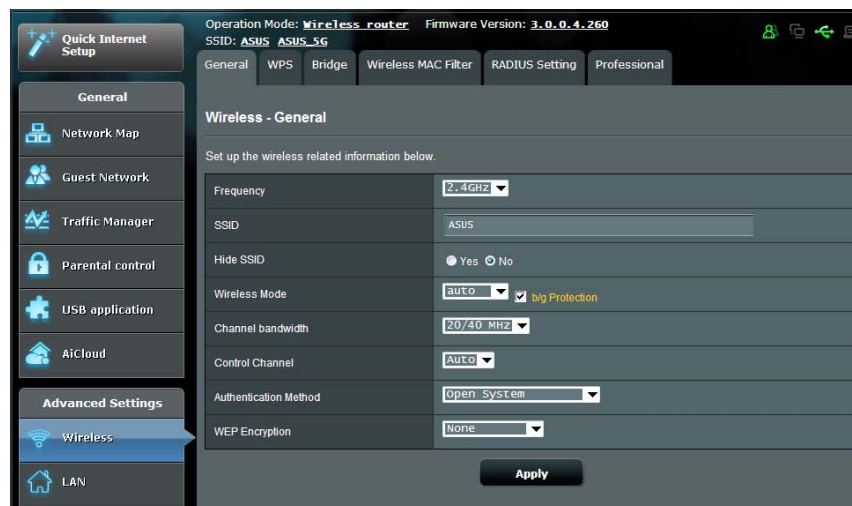 Quick Internet
Setup
Operation Mode: Wireless router Firmware Version: 3.0.0.4.260
SSID: ASUS ASUS_5G
General WPS Bridge Wireless MAC Filter RADIUS Setting Professional
General
Network Map
Guest Network
Traffic Manager
Parental control
USB application
AiCloud
Advanced Settings
Wireless
LAN
Wireless - General
Set up the wireless related information below.
Frequency 2.4GHz
SSID ASUS
Hide SSID Yes No
Wireless Mode auto b/g Protection
Channel bandwidth 20/40 MHz
Control Channel Auto
Authentication Method Open System
WEP Encryption None
Apply